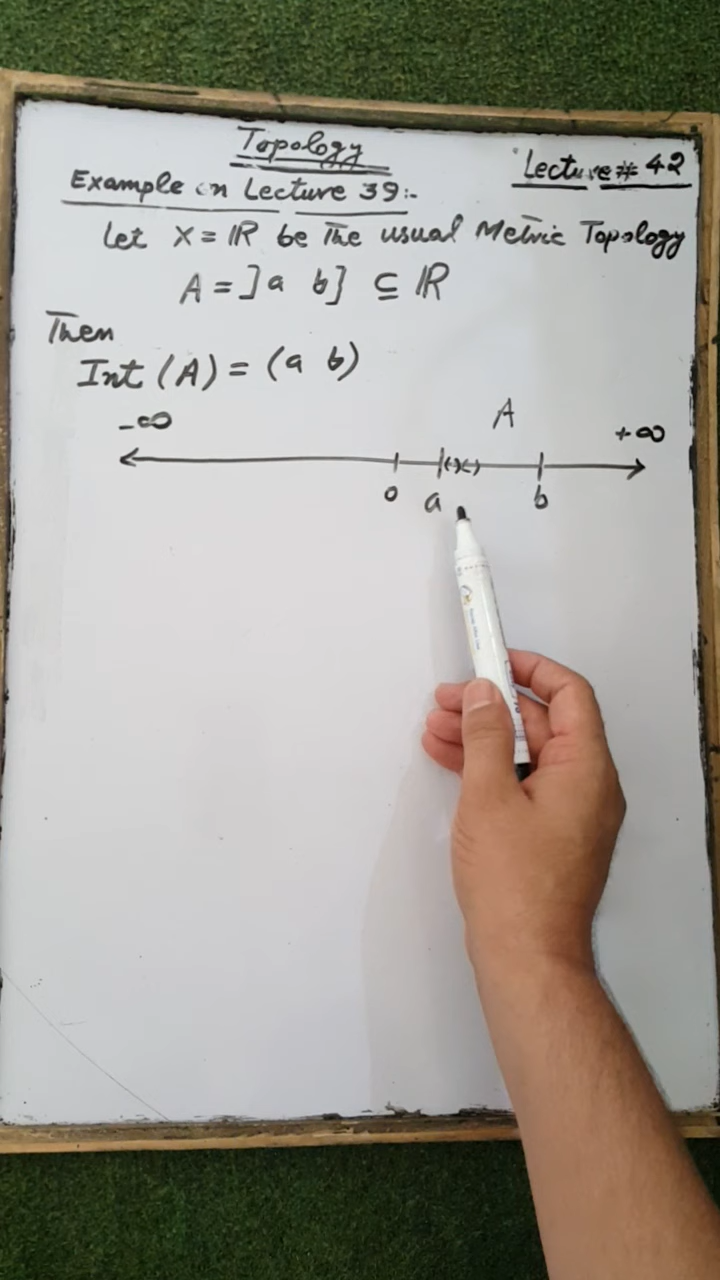 Topology
Lecture # 42
Example on Lecture 39:-
Let X = ℝ be the usual Metric Topology
A = ]a b] ⊆ ℝ
Then
Int (A) = (a b)
A
-∞ +∞
0 a b